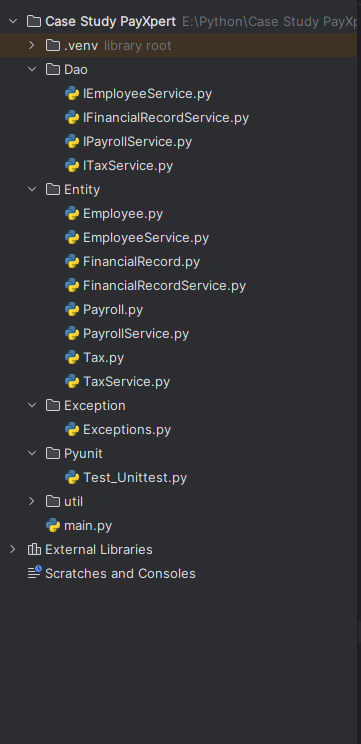 Case Study PayXpert E:\Python\Case Study PayXp
.venv library root
Dao
IEmployeeService.py
IFinancialRecordService.py
IPayrollService.py
ITaxService.py
Entity
Employee.py
EmployeeService.py
FinancialRecord.py
FinancialRecordService.py
Payroll.py
PayrollService.py
Tax.py
TaxService.py
Exception
Exceptions.py
Pyunit
Test_Unittest.py
util
main.py
External Libraries
Scratches and Consoles